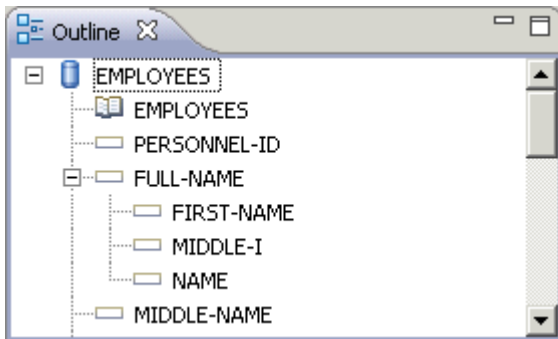 Outline
EMPLOYEES
EMPLOYEES
PERSONNEL-ID
FULL-NAME
FIRST-NAME
MIDDLE-I
NAME
MIDDLE-NAME